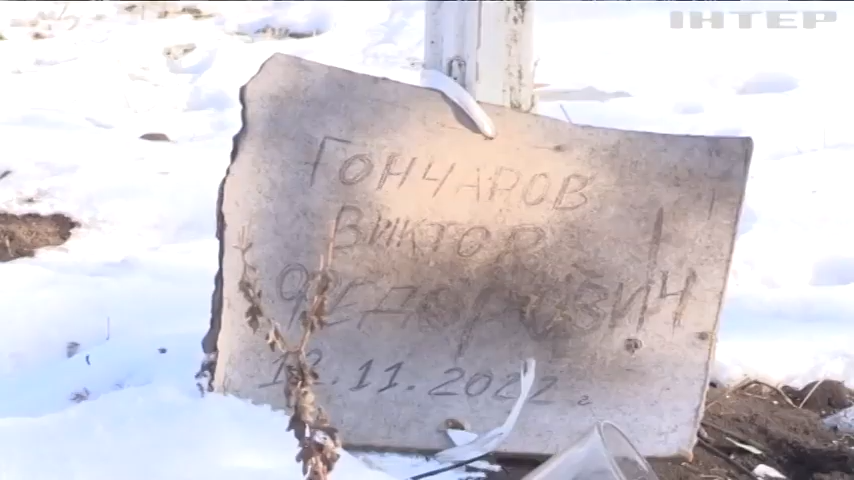 ІНТЕР
ГОНЧАРОВ
ВИКТОР
ФЕДОРОВИЧ
12.11.2022 г